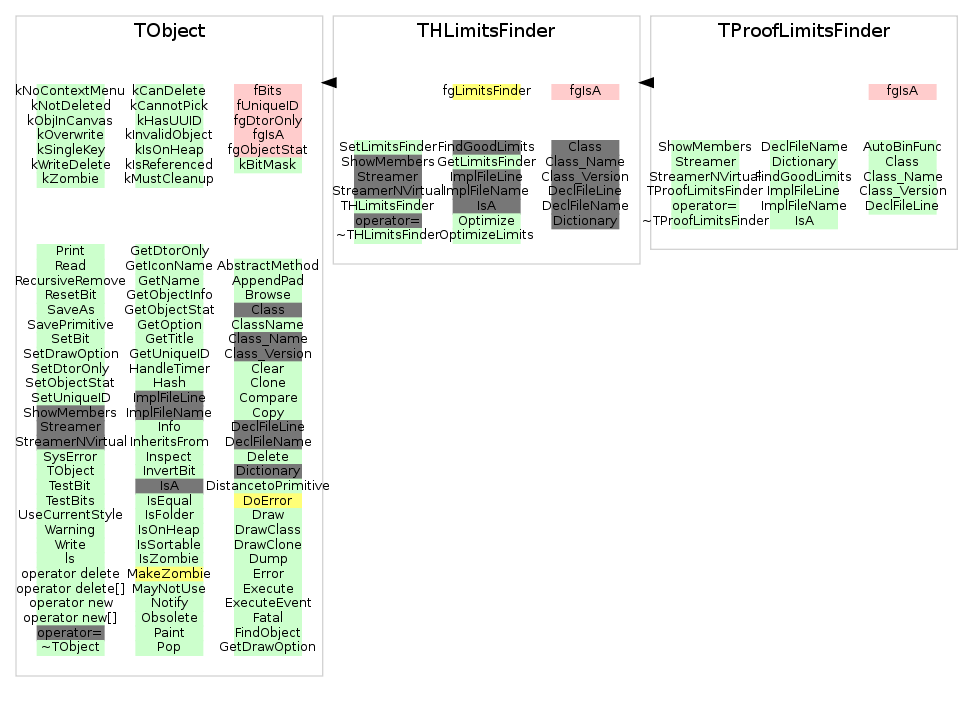 TObject
kNoContextMenu kCanDelete fBits
kNotDeleted kCannotPick fUniqueID
kObjInCanvas kHasUUID fgDtorOnly
kOverwrite kInvalidObject fgIsA
kSingleKey kIsOnHeap fgObjectStat
kWriteDelete kIsReferenced kBitMask
kZombie kMustCleanup
Print GetDtorOnly
Read GetIconName AbstractMethod
RecursiveRemove GetName AppendPad
ResetBit GetObjectInfo Browse
SaveAs GetObjectStat Class
SavePrimitive GetOption ClassName
SetBit GetTitle Class_Name
SetDrawOption GetUniqueID Class_Version
SetDtorOnly HandleTimer Clear
SetObjectStat Hash Clone
SetUniqueID ImplFileLine Compare
ShowMembers ImplFileName Copy
Streamer Info DeclFileLine
StreamerNVirtual InheritsFrom DeclFileName
SysError Inspect Delete
TObject InvertBit Dictionary
TestBit IsA DistancetoPrimitive
TestBits IsEqual DoError
UseCurrentStyle IsFolder Draw
Warning IsOnHeap DrawClass
Write IsSortable DrawClone
ls IsZombie Dump
operator delete MakeZombie Error
operator delete[] MayNotUse Execute
operator new Notify ExecuteEvent
operator new[] Obsolete Fatal
operator= Paint FindObject
~TObject Pop GetDrawOption
THLimitsFinder
fgLimitsFinder fgIsA
SetLimitsFinder FindGoodLimits Class
ShowMembers GetLimitsFinder Class_Name
Streamer ImplFileLine Class_Version
StreamerNVirtual ImplFileName DeclFileLine
THLimitsFinder IsA DeclFileName
operator= Optimize Dictionary
~THLimitsFinder OptimizeLimits
TProofLimitsFinder
fgIsA
ShowMembers DeclFileName AutoBinFunc
Streamer Dictionary Class
StreamerNVirtual FindGoodLimits Class_Name
TProofLimitsFinder ImplFileLine Class_Version
operator= ImplFileName DeclFileLine
~TProofLimitsFinder IsA